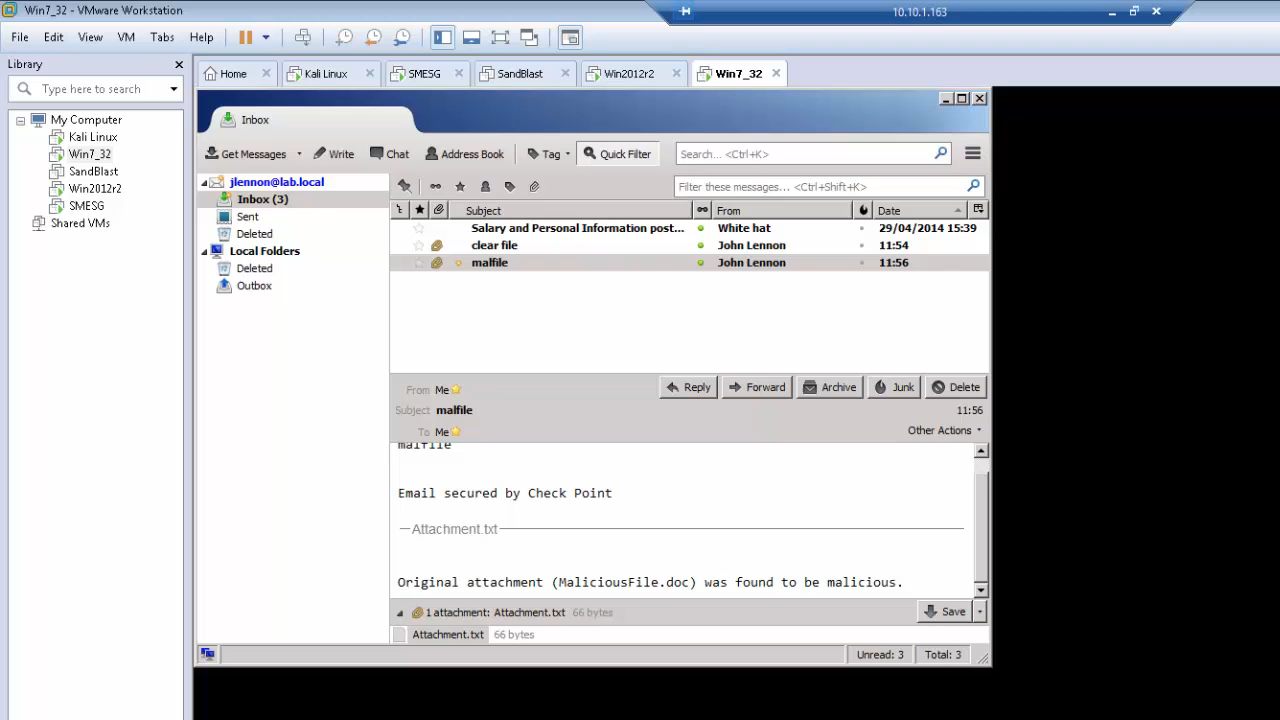 Win7_32 - VMware Workstation
10.10.1.163
File Edit View VM Tabs Help
Library
Home Kali Linux SMESG SandBlast Win2012r2 Win7_32
Type here to search
My Computer
Kali Linux
Win7_32
SandBlast
Win2012r2
SMESG
Shared VMs
Inbox
Get Messages Write Chat Address Book Tag Quick Filter Search... <Ctrl+K>
jlennon@lab.local
Inbox (3)
Sent
Deleted
Local Folders
Deleted
Outbox
Filter these messages... <Ctrl+Shift+K>
Subject From Date
Salary and Personal Information post... White hat 29/04/2014 15:39
clear file John Lennon 11:54
malfile John Lennon 11:56
From Me Reply Forward Archive Junk Delete
Subject malfile 11:56
To Me Other Actions
malfile
Email secured by Check Point
Attachment.txt
Original attachment (MaliciousFile.doc) was found to be malicious.
1 attachment: Attachment.txt 66 bytes Save
Attachment.txt 66 bytes
Unread: 3 Total: 3